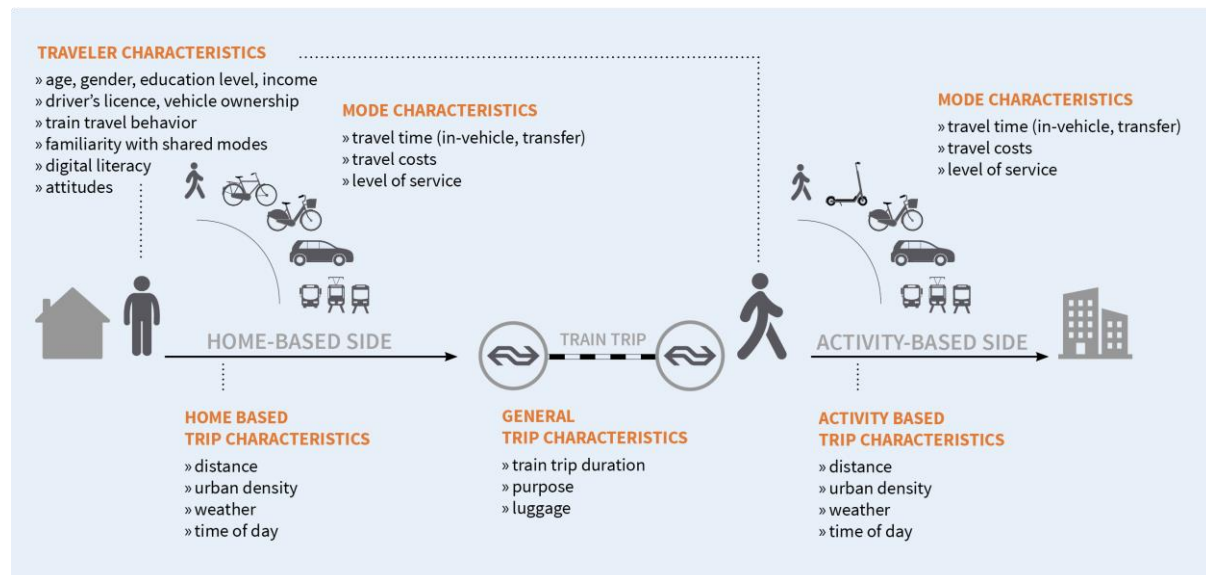 TRAVELER CHARACTERISTICS
» age, gender, education level, income
» driver's licence, vehicle ownership
» train travel behavior
» familiarity with shared modes
» digital literacy
» attitudes
MODE CHARACTERISTICS
» travel time (in-vehicle, transfer)
» travel costs
» level of service
MODE CHARACTERISTICS
» travel time (in-vehicle, transfer)
» travel costs
» level of service
HOME-BASED SIDE
TRAIN TRIP
ACTIVITY-BASED SIDE
HOME BASED
TRIP CHARACTERISTICS
» distance
» urban density
» weather
» time of day
GENERAL
TRIP CHARACTERISTICS
» train trip duration
» purpose
» luggage
ACTIVITY BASED
TRIP CHARACTERISTICS
» distance
» urban density
» weather
» time of day